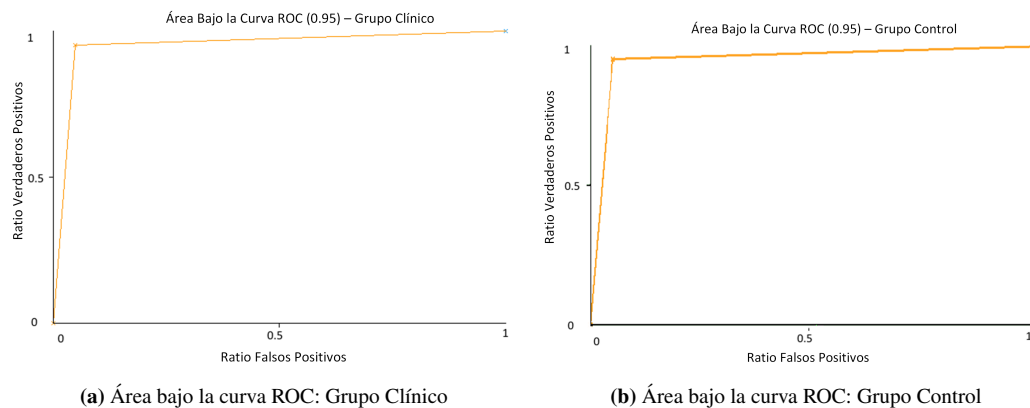 Área Bajo la Curva ROC (0.95) – Grupo Clínico
1
0.5
0
Ratio Verdaderos Positivos
0
0.5
1
Ratio Falsos Positivos
(a) Área bajo la curva ROC: Grupo Clínico
Área Bajo la Curva ROC (0.95) – Grupo Control
1
0.5
0
Ratio Verdaderos Positivos
0
0.5
1
Ratio Falsos Positivos
(b) Área bajo la curva ROC: Grupo Control